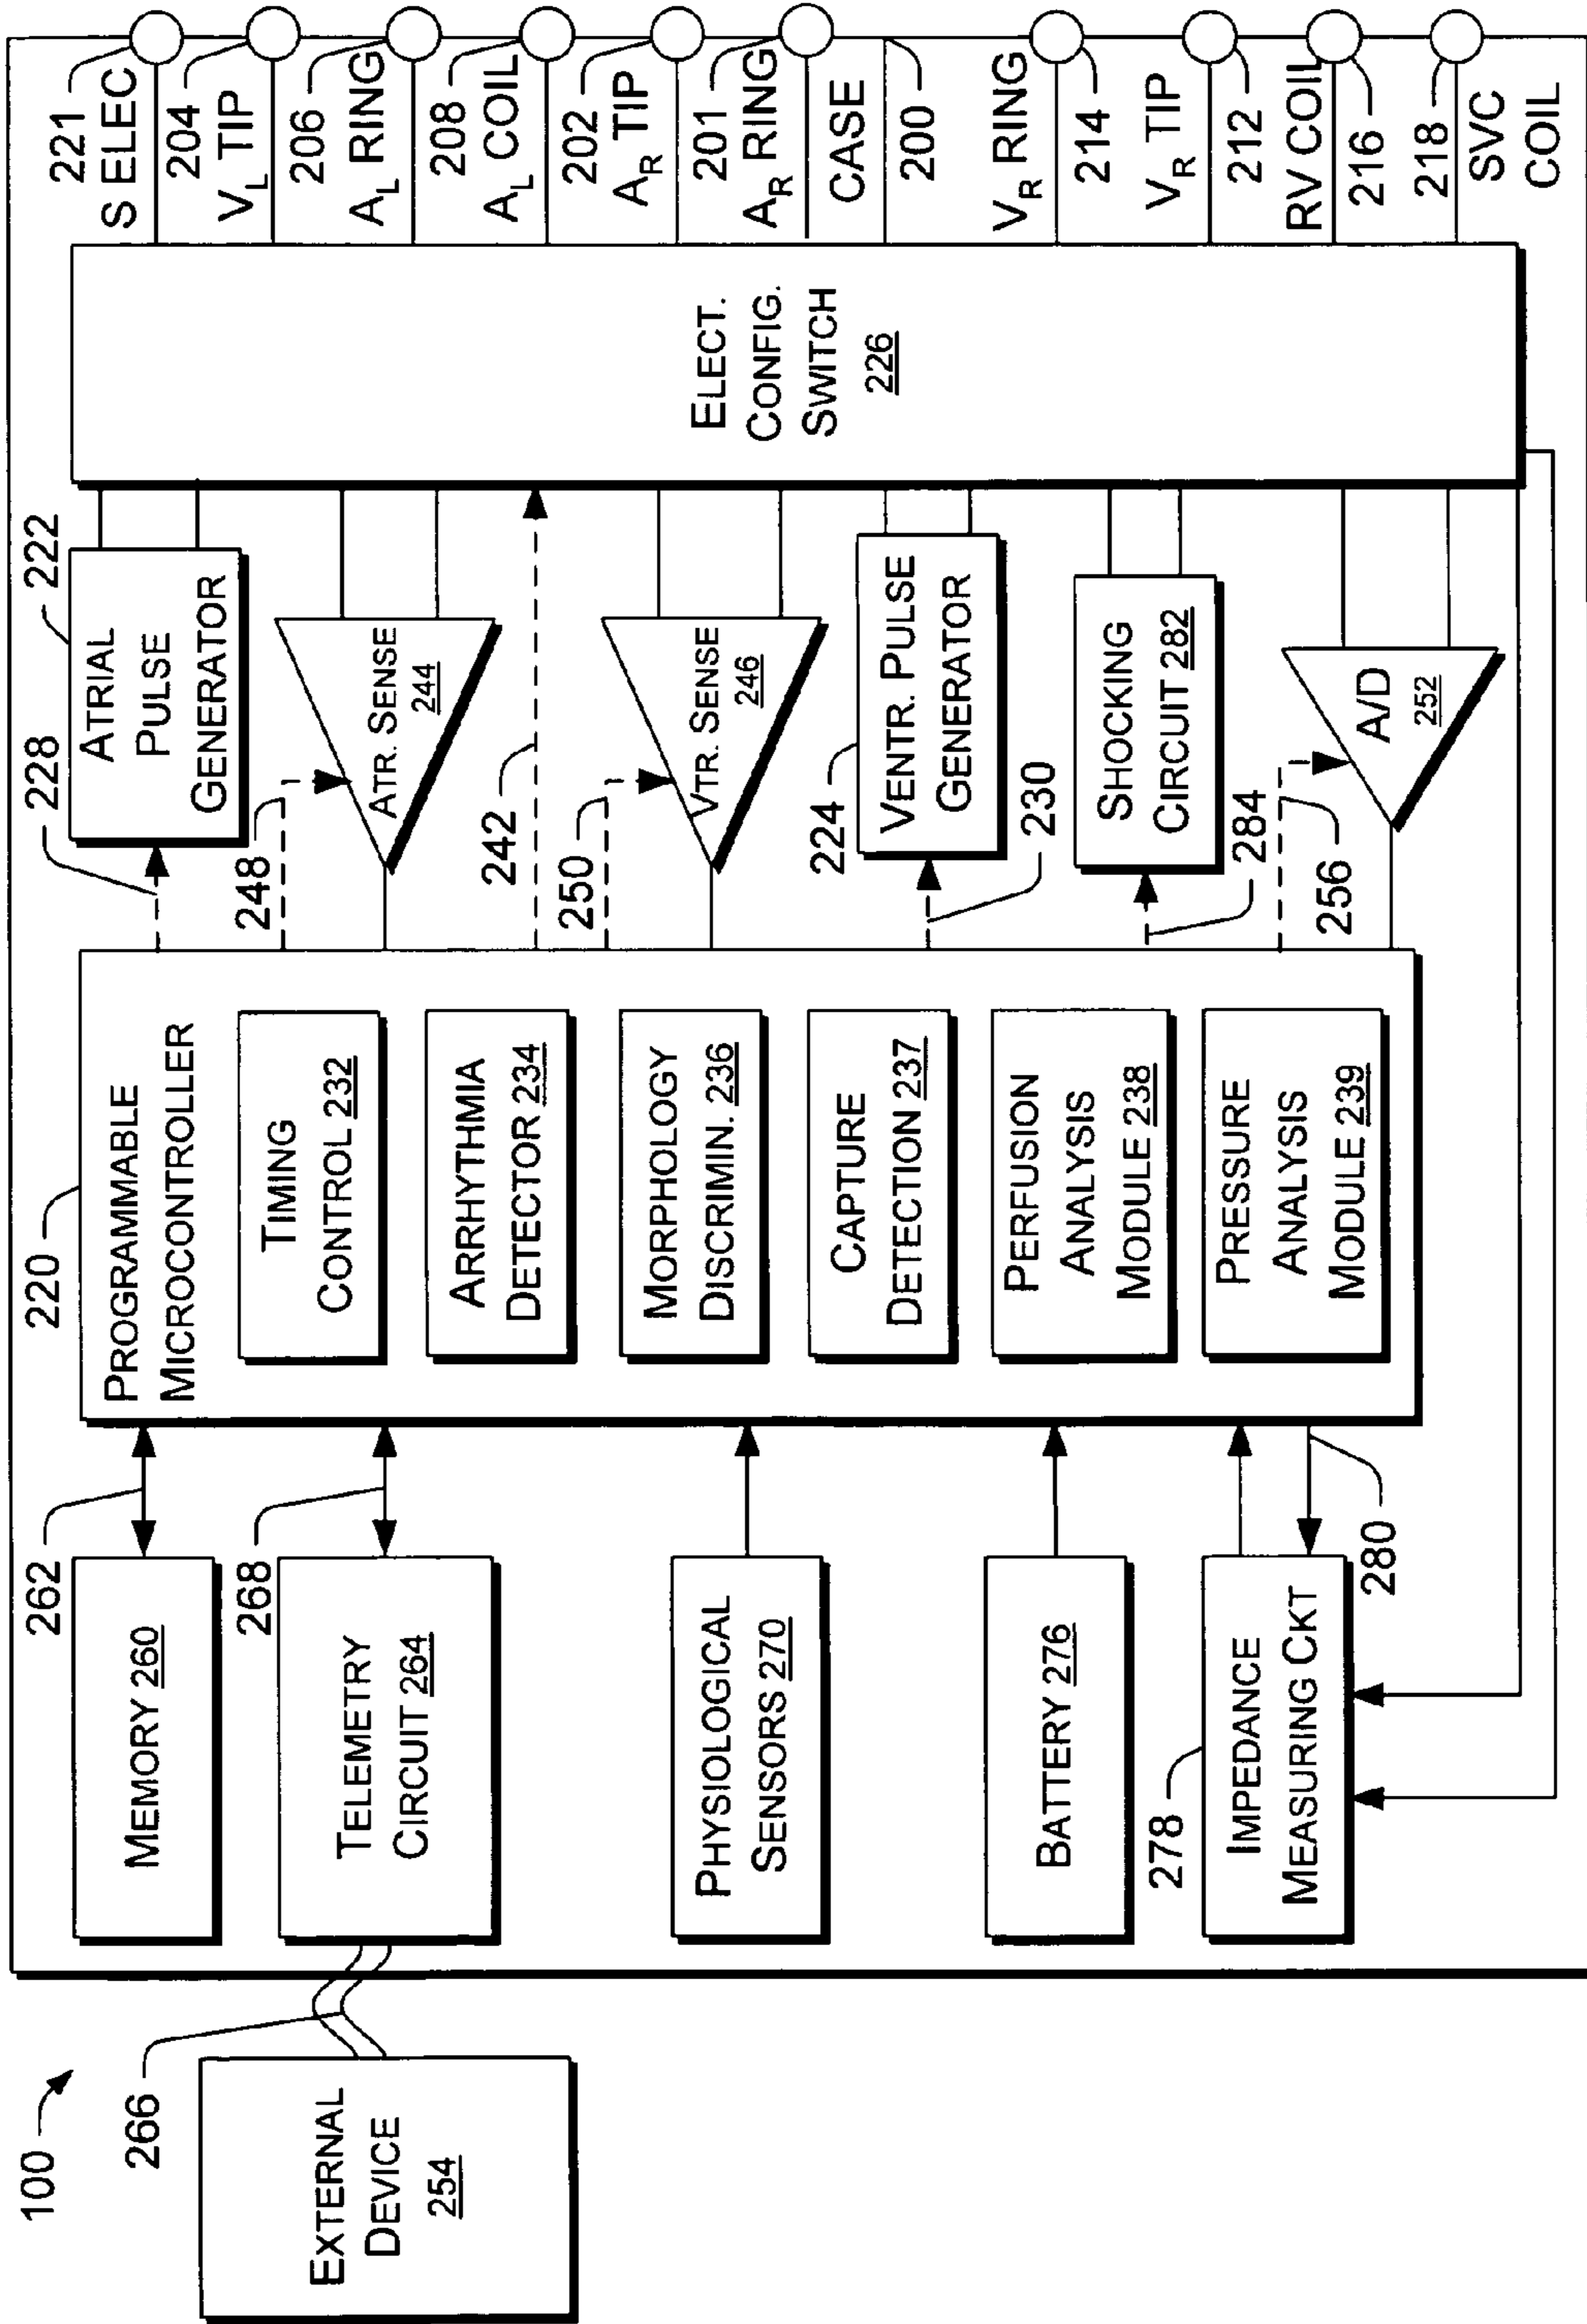 100
EXTERNAL
DEVICE
254
266
MEMORY 260
262
TELEMETRY
CIRCUIT 264
268
PHYSIOLOGICAL
SENSORS 270
BATTERY 276
278
IMPEDANCE
MEASURING CKT
280
220
PROGRAMMABLE
MICROCONTROLLER
TIMING
CONTROL 232
ARRHYTHMIA
DETECTOR 234
MORPHOLOGY
DISCRIMIN. 236
CAPTURE
DETECTION 237
PERFUSION
ANALYSIS
MODULE 238
PRESSURE
ANALYSIS
MODULE 239
222
228
ATRIAL
PULSE
GENERATOR
248
ATR. SENSE
244
242
250
VTR. SENSE
246
224
VENTR. PULSE
GENERATOR
230
SHOCKING
CIRCUIT 282
284
256
A/D
252
ELECT.
CONFIG.
SWITCH
226
221
S ELEC
204
VL TIP
206
AL RING
208
AL COIL
202
AR TIP
201
AR RING
CASE
200
VR RING
214
VR TIP
212
RV COIL
216
218
SVC
COIL